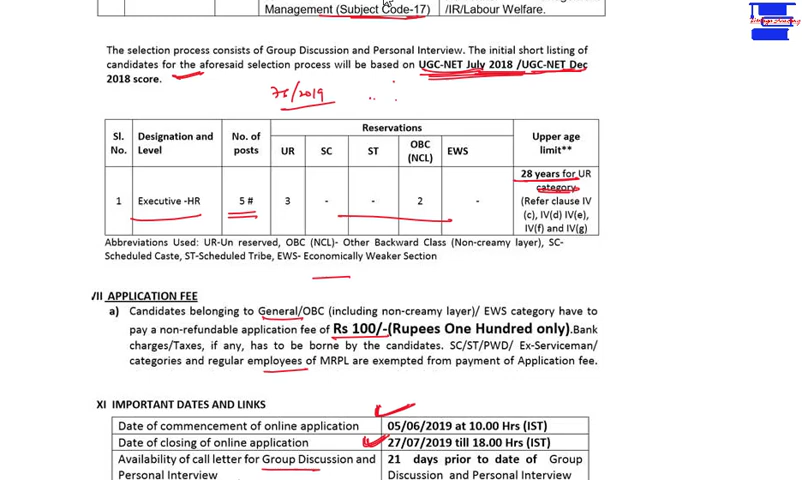 Management (Subject Code-17)
/IR/Labour Welfare.
The selection process consists of Group Discussion and Personal Interview. The initial short listing of
candidates for the aforesaid selection process will be based on UGC-NET July 2018 /UGC-NET Dec
2018 score.
Reservations
Sl. No.
Designation and Level
No. of posts
UR
SC
ST
OBC (NCL)
EWS
Upper age limit**
1
Executive -HR
5 #
3
-
-
2
-
28 years for UR
category
(Refer clause IV
(c), IV(d) IV(e),
IV(f) and IV(g)
Abbreviations Used: UR-Un reserved, OBC (NCL)- Other Backward Class (Non-creamy layer), SC-
Scheduled Caste, ST-Scheduled Tribe, EWS- Economically Weaker Section
VII APPLICATION FEE
a) Candidates belonging to General/OBC (including non-creamy layer)/ EWS category have to
pay a non-refundable application fee of Rs 100/-(Rupees One Hundred only).Bank
charges/Taxes, if any, has to be borne by the candidates. SC/ST/PWD/ Ex-Serviceman/
categories and regular employees of MRPL are exempted from payment of Application fee.
XI IMPORTANT DATES AND LINKS
Date of commencement of online application
05/06/2019 at 10.00 Hrs (IST)
Date of closing of online application
27/07/2019 till 18.00 Hrs (IST)
Availability of call letter for Group Discussion and
Personal Interview
21 days prior to date of Group
Discussion and Personal Interview